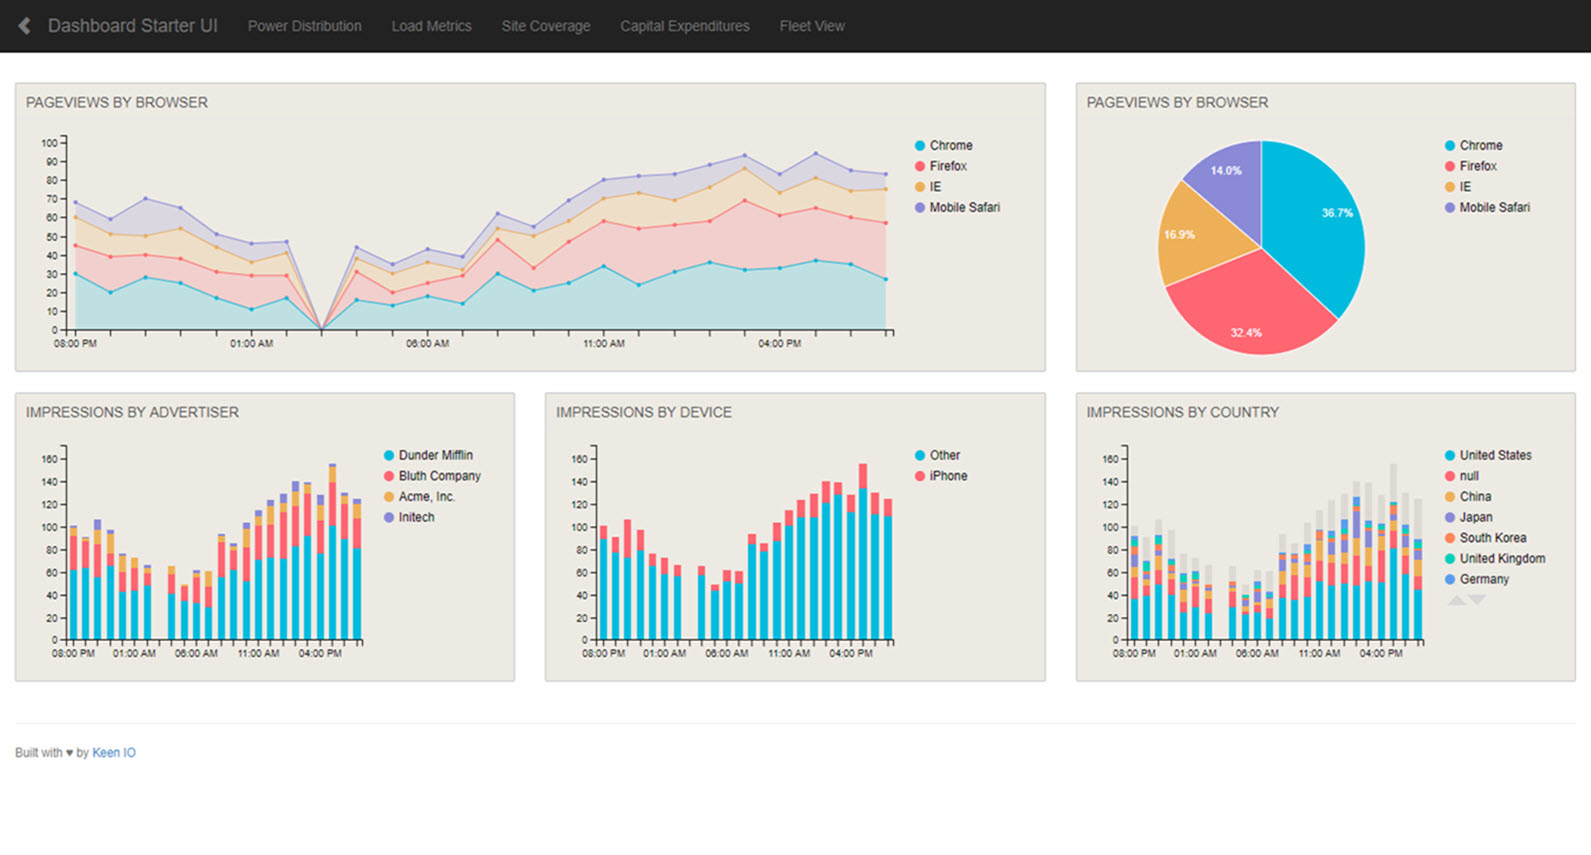 Dashboard Starter UI Power Distribution Load Metrics Site Coverage Capital Expenditures Fleet View
PAGEVIEWS BY BROWSER
100
90
80
70
60
50
40
30
20
10
0
08:00 PM 01:00 AM 06:00 AM 11:00 AM 04:00 PM
Chrome
Firefox
IE
Mobile Safari
PAGEVIEWS BY BROWSER
14.0%
36.7%
16.9%
32.4%
Chrome
Firefox
IE
Mobile Safari
IMPRESSIONS BY ADVERTISER
160
140
120
100
80
60
40
20
0
08:00 PM 01:00 AM 06:00 AM 11:00 AM 04:00 PM
Dunder Mifflin
Bluth Company
Acme, Inc.
Initech
IMPRESSIONS BY DEVICE
160
140
120
100
80
60
40
20
0
08:00 PM 01:00 AM 06:00 AM 11:00 AM 04:00 PM
Other
iPhone
IMPRESSIONS BY COUNTRY
160
140
120
100
80
60
40
20
0
08:00 PM 01:00 AM 06:00 AM 11:00 AM 04:00 PM
United States
null
China
Japan
South Korea
United Kingdom
Germany
Built with ♥ by Keen IO